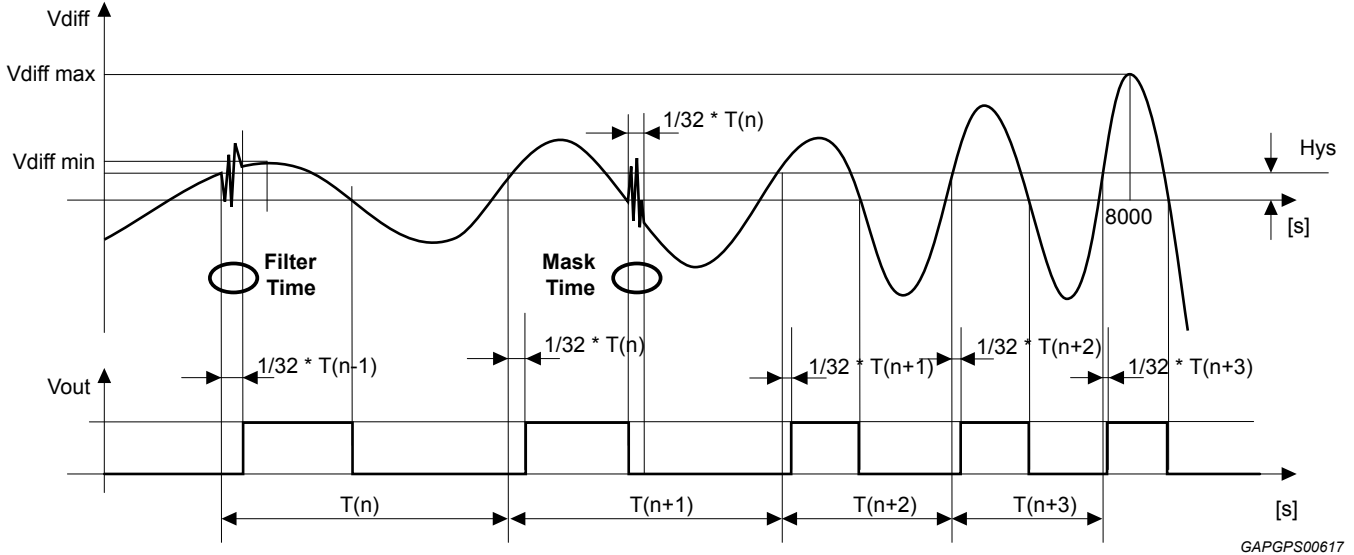 Vdiff
Vdiff max
1/32 * T(n)
Vdiff min
Hys
8000
[s]
Filter
Time
Mask
Time
1/32 * T(n-1)
1/32 * T(n)
1/32 * T(n+1)
1/32 * T(n+2)
1/32 * T(n+3)
Vout
T(n)
T(n+1)
T(n+2)
T(n+3)
[s]
GAPGPS00617